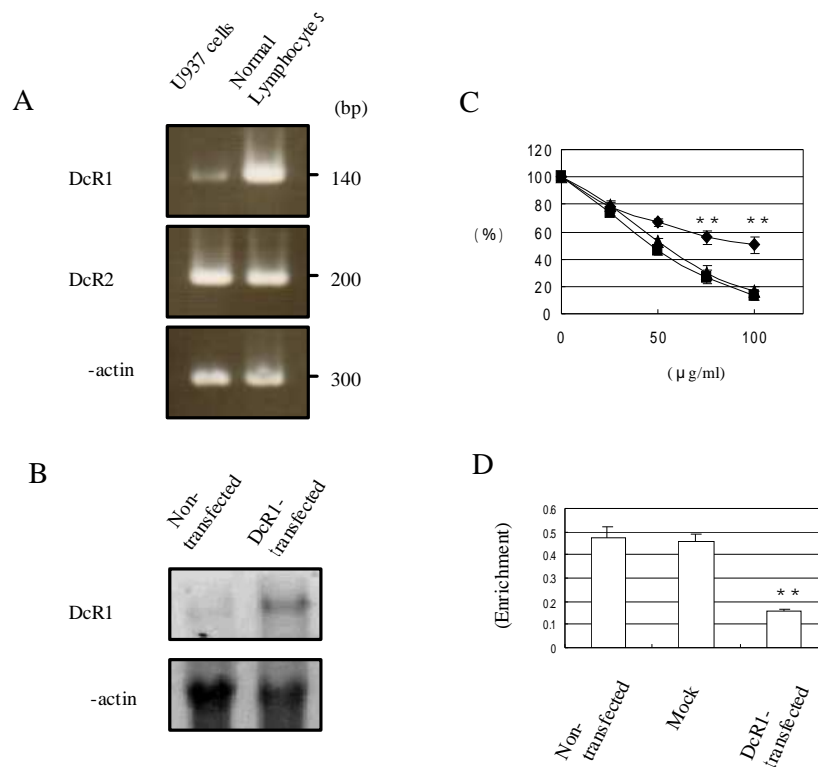 A
U937 cells
Normal
Lymphocytes
(bp)
DcR1
140
DcR2
200
-actin
300
B
Non-
transfected
DcR1-
transfected
DcR1
-actin
C
120
100
80
60
40
20
0
(%)
** **
0 50 100
(μg/ml)
D
0.6
0.5
0.4
0.3
0.2
0.1
0
(Enrichment)
**
Non-
transfected
Mock
DcR1-
transfected